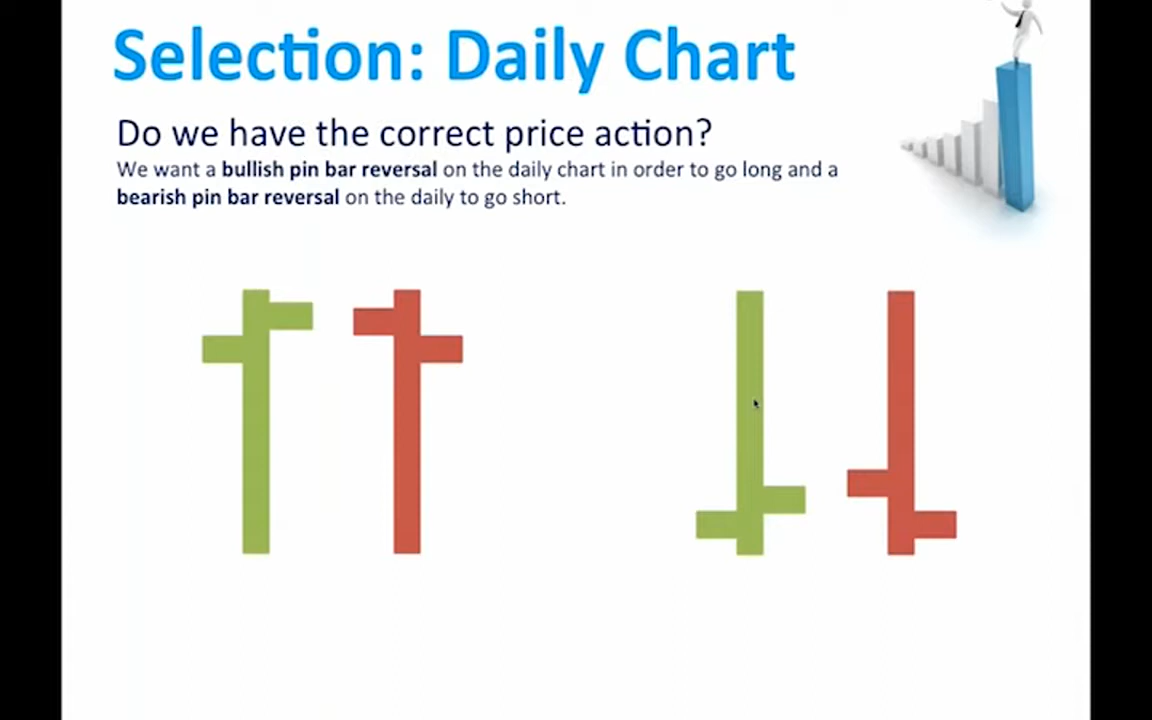 Selection: Daily Chart
Do we have the correct price action?
We want a bullish pin bar reversal on the daily chart in order to go long and a
bearish pin bar reversal on the daily to go short.